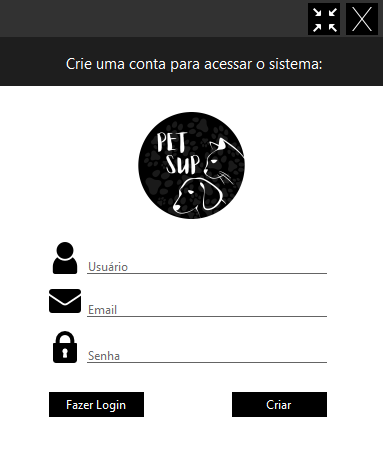 Crie uma conta para acessar o sistema:
PET
SUP
Usuário
Email
Senha
Fazer Login
Criar